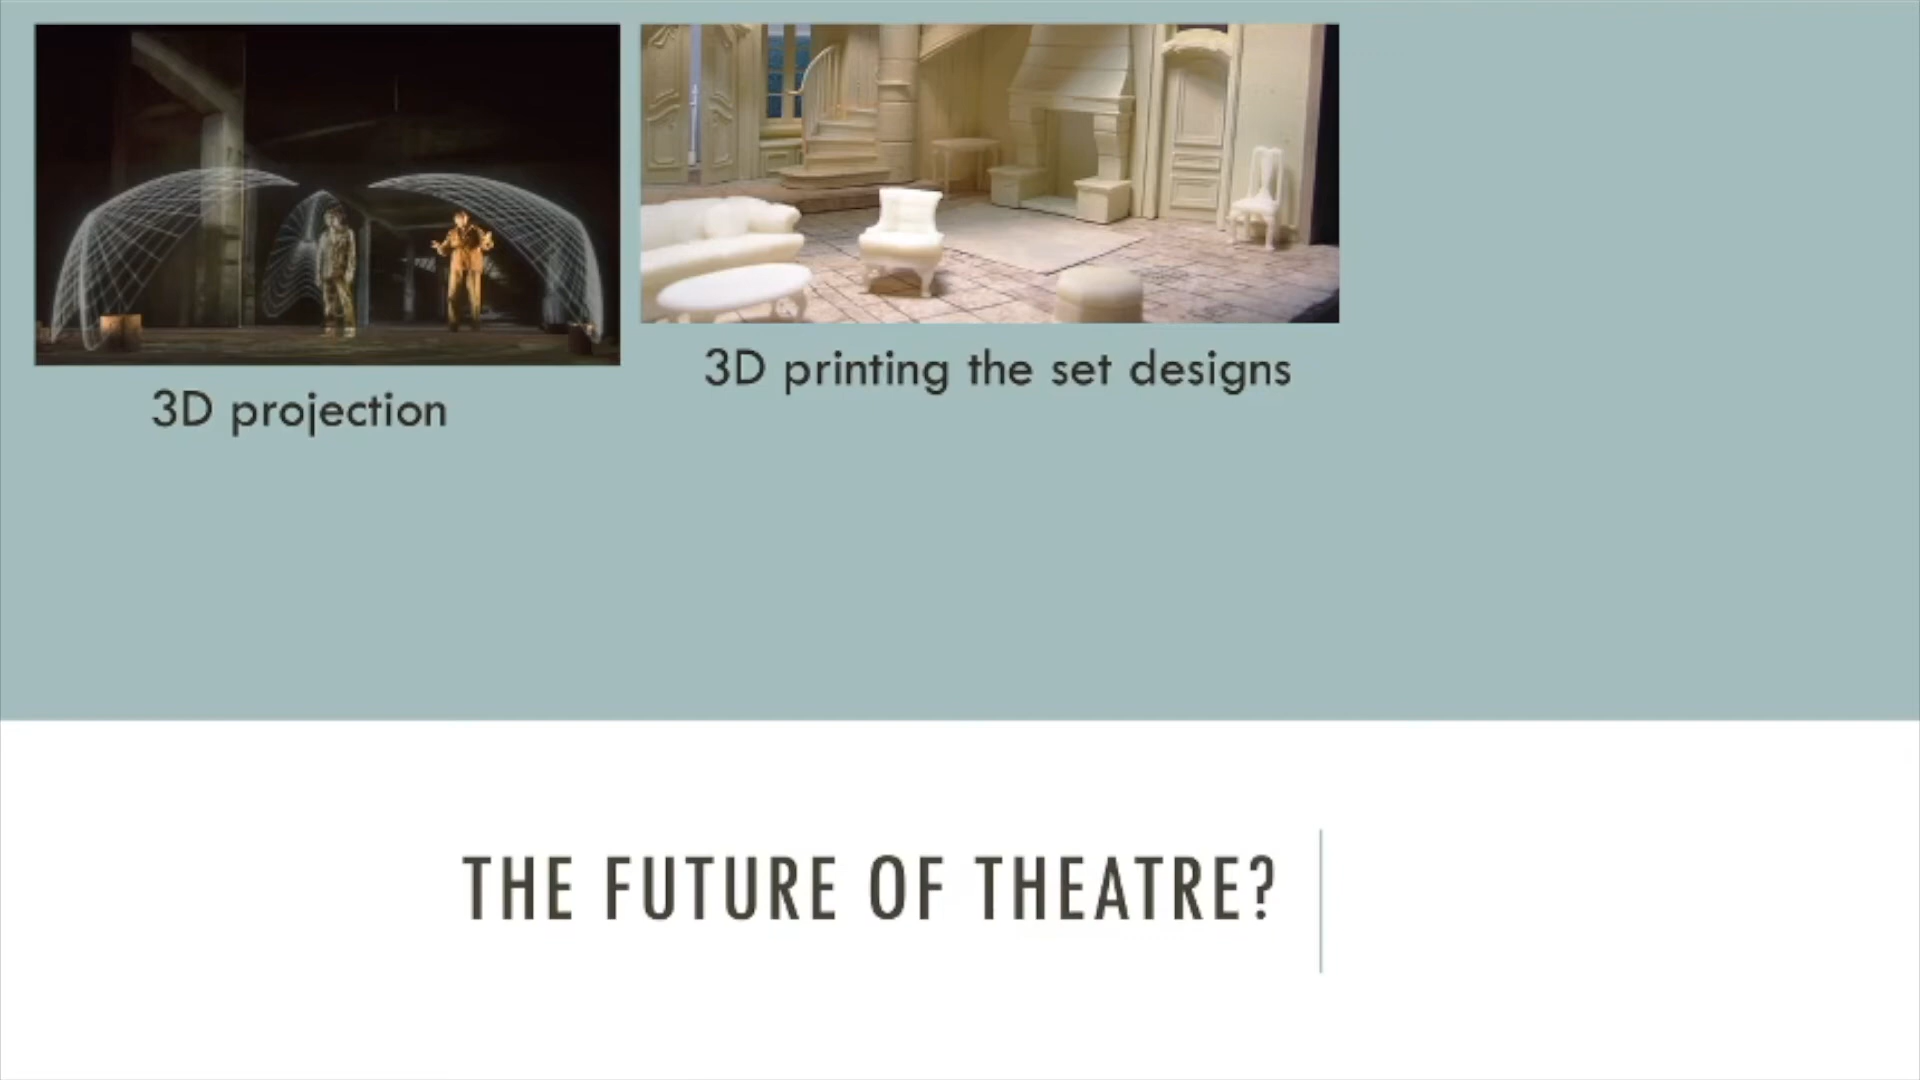 3D projection
3D printing the set designs
THE FUTURE OF THEATRE?